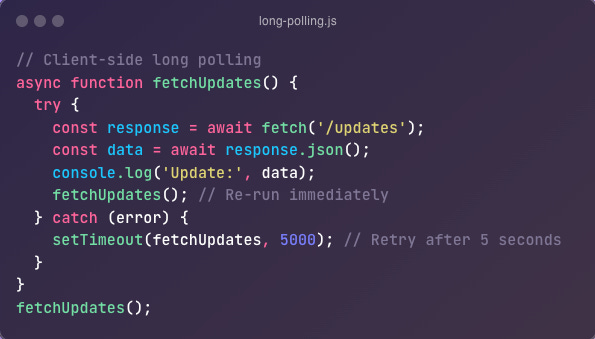 long-polling.js
// Client-side long polling
async function fetchUpdates() {
  try {
    const response = await fetch('/updates');
    const data = await response.json();
    console.log('Update:', data);
    fetchUpdates(); // Re-run immediately
  } catch (error) {
    setTimeout(fetchUpdates, 5000); // Retry after 5 seconds
  }
}
fetchUpdates();